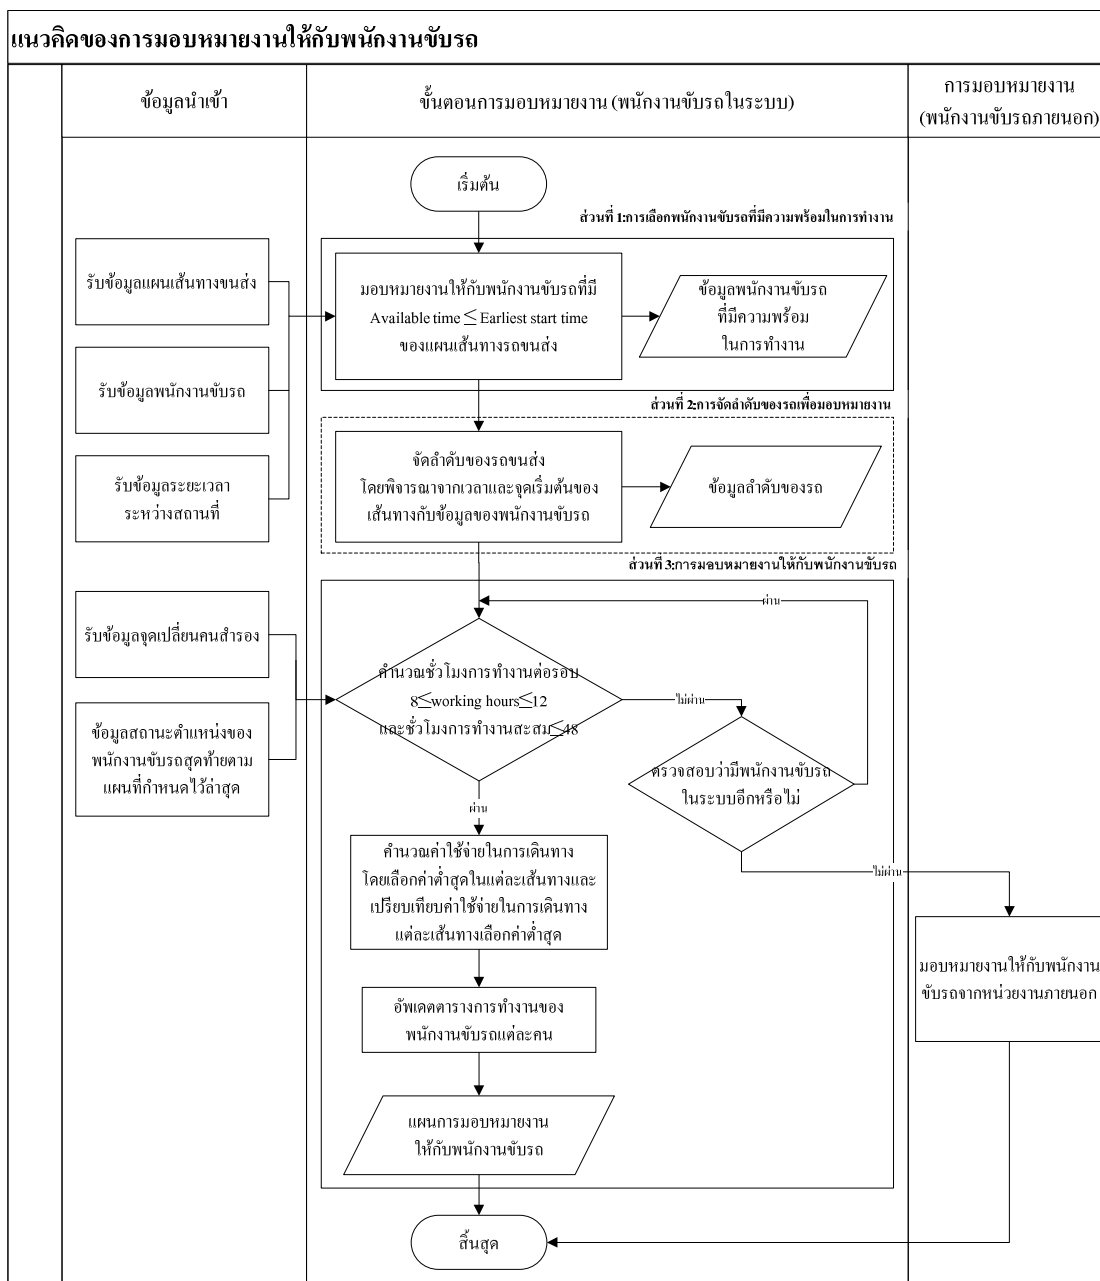 แนวคิดของการมอบหมายงานให้กับพนักงานขับรถ
ข้อมูลนำเข้า
ขั้นตอนการมอบหมายงาน (พนักงานขับรถในระบบ)
การมอบหมายงาน
(พนักงานขับรถภายนอก)
เริ่มต้น
ส่วนที่ 1:การเลือกพนักงานขับรถที่มีความพร้อมในการทำงาน
รับข้อมูลแผนเส้นทางขนส่ง
รับข้อมูลพนักงานขับรถ
รับข้อมูลระยะเวลา
ระหว่างสถานที่
มอบหมายงานให้กับพนักงานขับรถที่มี
Available time ≤ Earliest start time
ของแผนเส้นทางรถขนส่ง
ข้อมูลพนักงานขับรถ
ที่มีความพร้อม
ในการทำงาน
ส่วนที่ 2:การจัดลำดับของรถเพื่อมอบหมายงาน
จัดลำดับของรถขนส่ง
โดยพิจารณาจากเวลาและจุดเริ่มต้นของ
เส้นทางกับข้อมูลของพนักงานขับรถ
ข้อมูลลำดับของรถ
ส่วนที่ 3:การมอบหมายงานให้กับพนักงานขับรถ
ผ่าน
รับข้อมูลจุดเปลี่ยนคนสำรอง
ข้อมูลสถานะตำแหน่งของ
พนักงานขับรถสุดท้ายตาม
แผนที่กำหนดไว้ล่าสุด
คำนวณชั่วโมงการทำงานต่อรอบ
8≤working hours≤12
และชั่วโมงการทำงานสะสม≤48
ไม่ผ่าน
ตรวจสอบว่ามีพนักงานขับรถ
ในระบบอีกหรือไม่
ผ่าน
ไม่ผ่าน
คำนวณค่าใช้จ่ายในการเดินทาง
โดยเลือกค่าต่ำสุดในแต่ละเส้นทางและ
เปรียบเทียบค่าใช้จ่ายในการเดินทาง
แต่ละเส้นทางเลือกค่าต่ำสุด
มอบหมายงานให้กับพนักงาน
ขับรถจากหน่วยงานภายนอก
อัพเดตตารางการทำงานของ
พนักงานขับรถแต่ละคน
แผนการมอบหมายงาน
ให้กับพนักงานขับรถ
สิ้นสุด